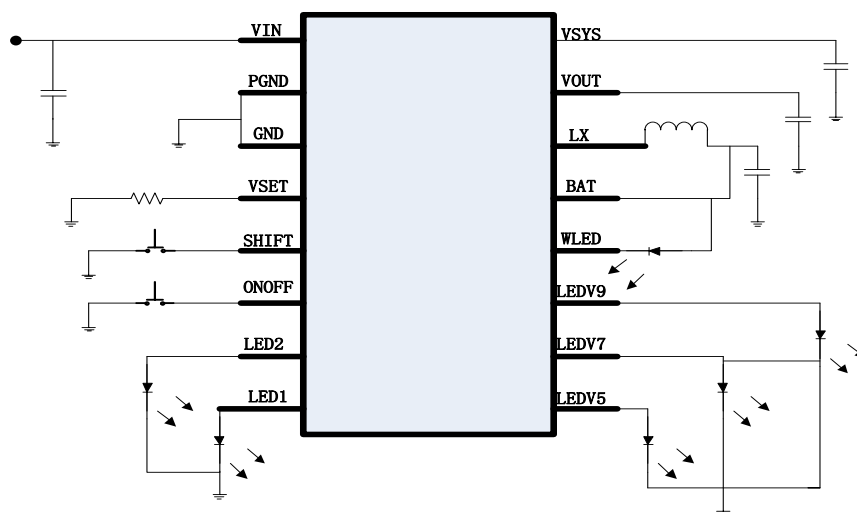 VIN
PGND
GND
VSET
SHIFT
ONOFF
LED2
LED1
VSYS
VOUT
LX
BAT
WLED
LEDV9
LEDV7
LEDV5